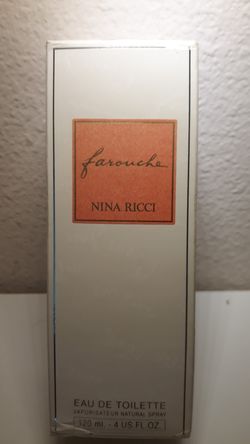 farouche
NINA RICCI
EAU DE TOILETTE
VAPORISATEUR NATURAL SPRAY
120 ml. - 4 US FL.OZ.